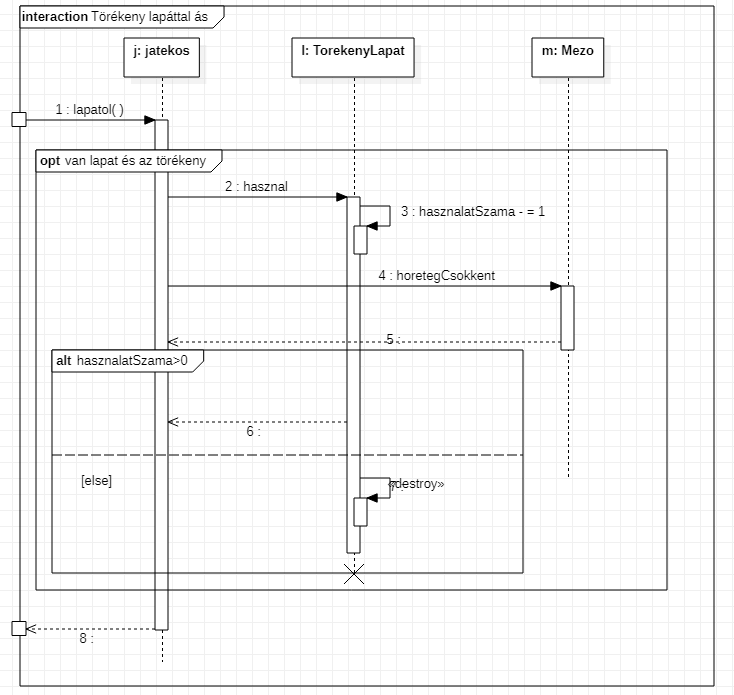 interaction Törékeny lapáttal ás
j: jatekos
l: TorekenyLapat
m: Mezo
1 : lapatol( )
opt van lapat és az törékeny
2 : hasznal
3 : hasznalatSzama - = 1
4 : horetegCsokkent
5 :
alt hasznalatSzama>0
6 :
[else]
«destroy»
8 :